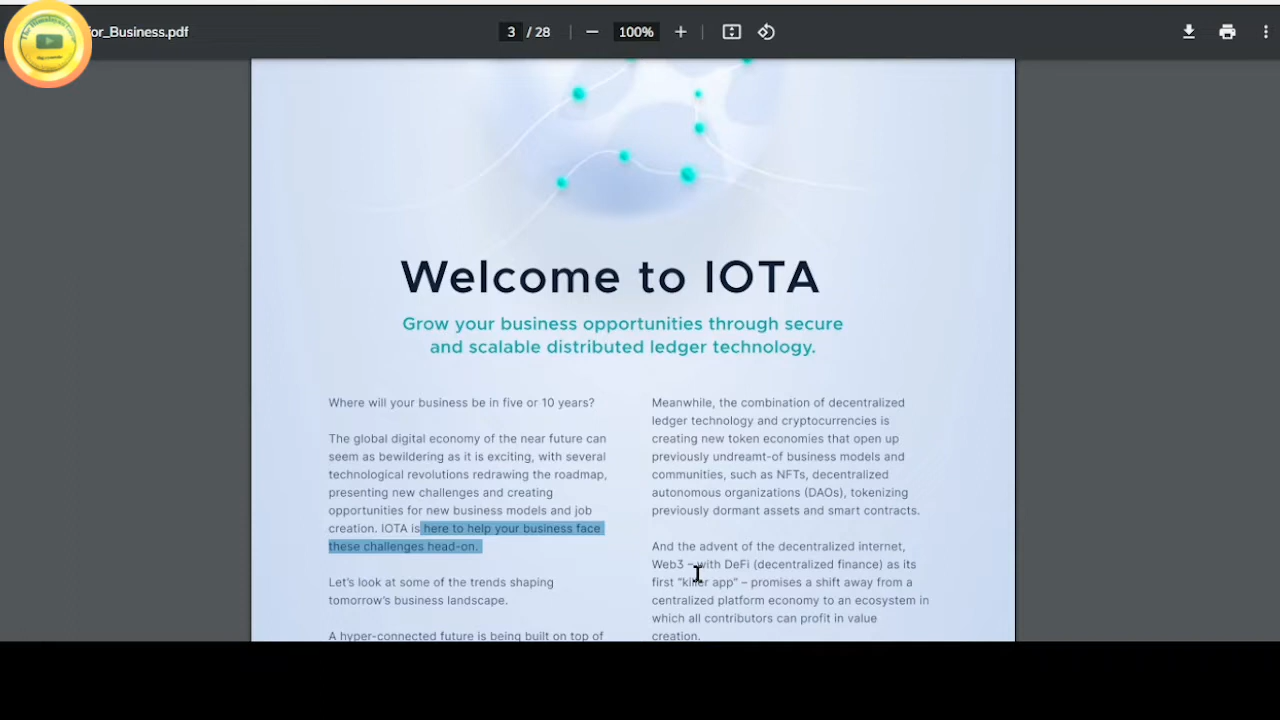 for_Business.pdf
3 / 28
100%
Welcome to IOTA
Grow your business opportunities through secure
and scalable distributed ledger technology.
Where will your business be in five or 10 years?
The global digital economy of the near future can
seem as bewildering as it is exciting, with several
technological revolutions redrawing the roadmap,
presenting new challenges and creating
opportunities for new business models and job
creation. IOTA is here to help your business face
these challenges head-on.
Let's look at some of the trends shaping
tomorrow's business landscape.
A hyper-connected future is being built on top of
Meanwhile, the combination of decentralized
ledger technology and cryptocurrencies is
creating new token economies that open up
previously undreamt-of business models and
communities, such as NFTs, decentralized
autonomous organizations (DAOs), tokenizing
previously dormant assets and smart contracts.
And the advent of the decentralized internet,
Web3 – with DeFi (decentralized finance) as its
first "killer app" – promises a shift away from a
centralized platform economy to an ecosystem in
which all contributors can profit in value
creation.